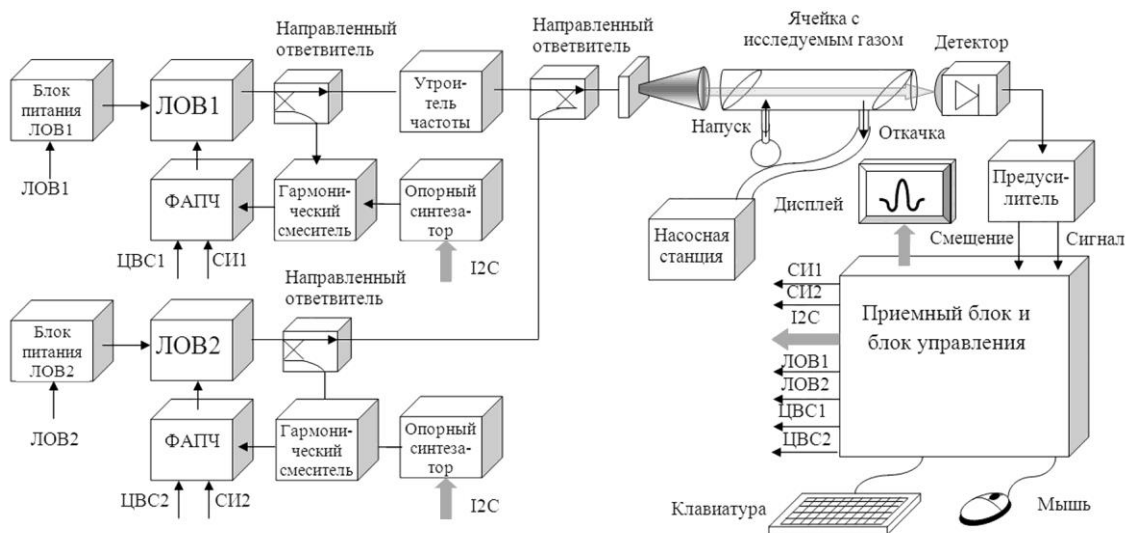 Направленный
ответвитель
Направленный
ответвитель
Ячейка с
исследуемым газом
Детектор
Блок
питания
ЛОВ1
ЛОВ1
Утрои-
тель
частоты
Напуск
Откачка
ЛОВ1
ФАПЧ
Гармони-
ческий
смеситель
Опорный
синтеза-
тор
Дисплей
Предуси-
литель
Насосная
станция
Смещение
Сигнал
ЦВС1
СИ1
I2C
Направленный
ответвитель
СИ1
СИ2
I2C
ЛОВ1
ЛОВ2
ЦВС1
ЦВС2
Приемный блок и
блок управления
Блок
питания
ЛОВ2
ЛОВ2
ЛОВ2
ФАПЧ
Гармони-
ческий
смеситель
Опорный
синтеза-
тор
ЦВС2
СИ2
I2C
Клавиатура
Мышь